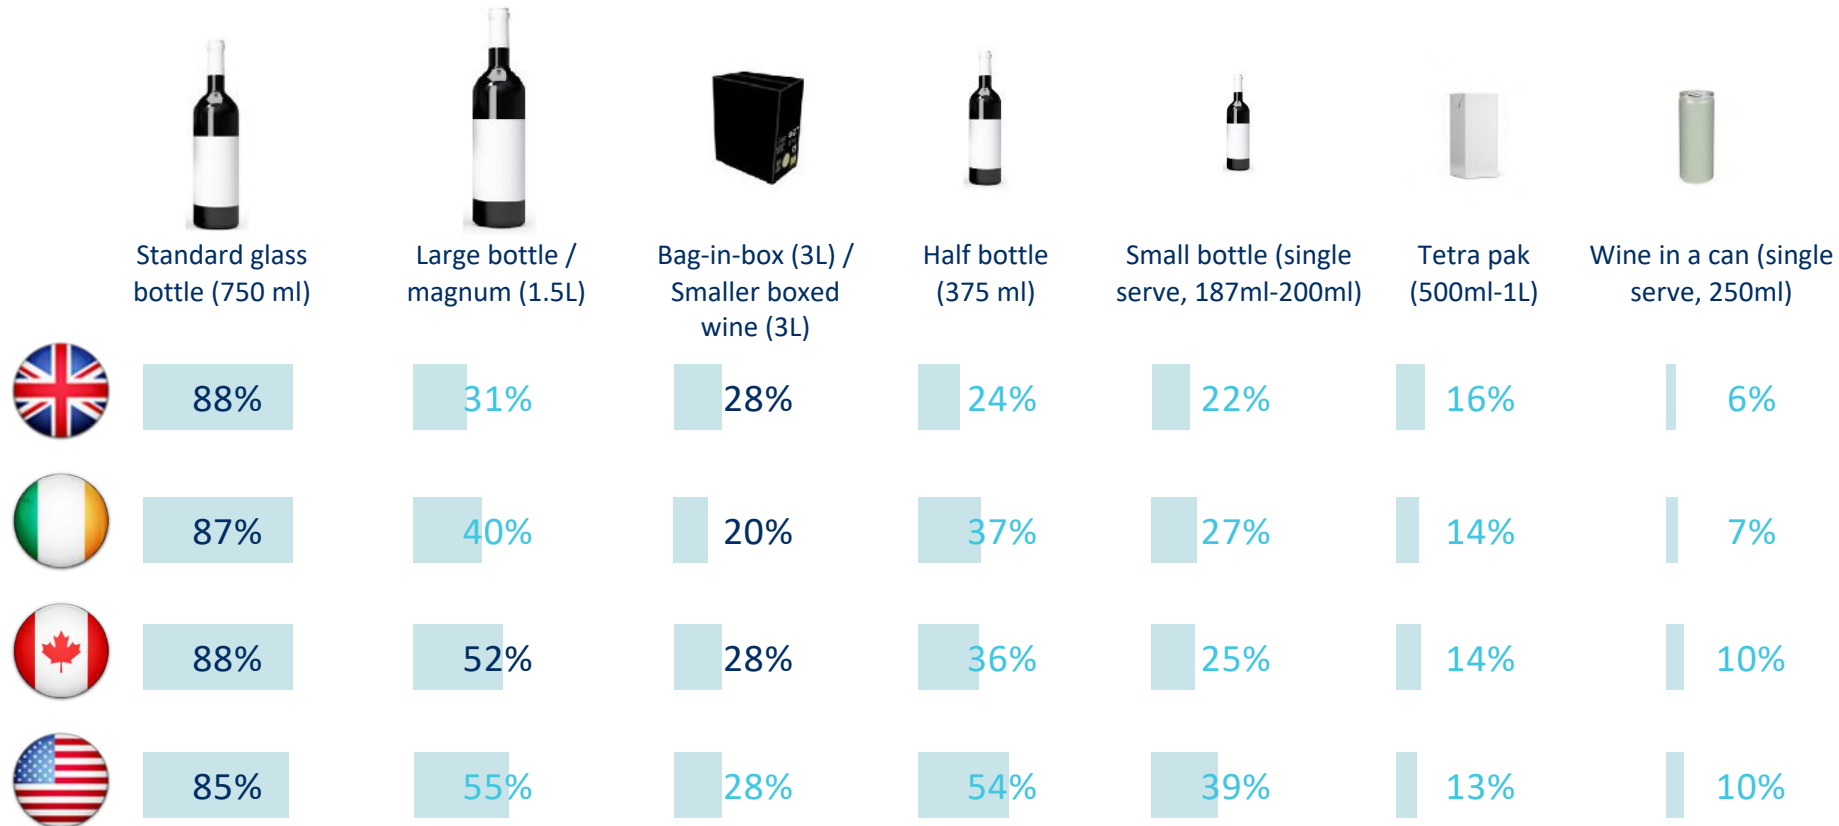 Standard glass
bottle (750 ml)
Large bottle /
magnum (1.5L)
Bag-in-box (3L) /
Smaller boxed
wine (3L)
Half bottle
(375 ml)
Small bottle (single
serve, 187ml-200ml)
Tetra pak
(500ml-1L)
Wine in a can (single
serve, 250ml)
88% 31% 28% 24% 22% 16% 6%
87% 40% 20% 37% 27% 14% 7%
88% 52% 28% 36% 25% 14% 10%
85% 55% 28% 54% 39% 13% 10%